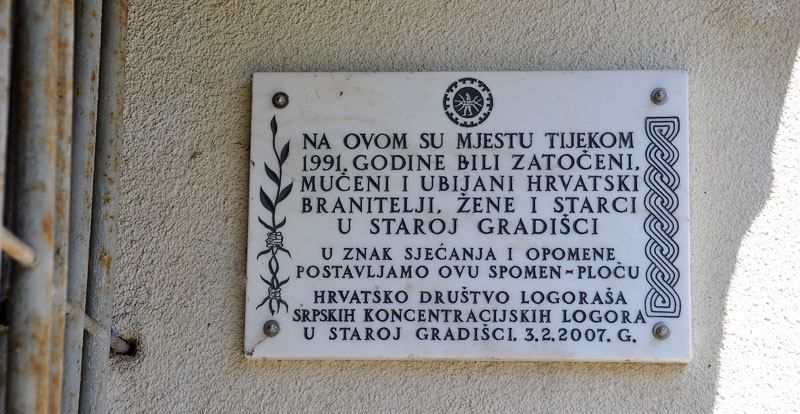 NA OVOM SU MJESTU TIJEKOM
1991. GODINE BILI ZATOČENI,
MUČENI I UBIJANI HRVATSKI
BRANITELJI, ŽENE I STARCI
U STAROJ GRADIŠCI
U ZNAK SJEĆANJA I OPOMENE
POSTAVLJAMO OVU SPOMEN-PLOČU
HRVATSKO DRUŠTVO LOGORAŠA
SRPSKIH KONCENTRACIJSKIH LOGORA
U STAROJ GRADIŠCI, 3.2.2007. G.